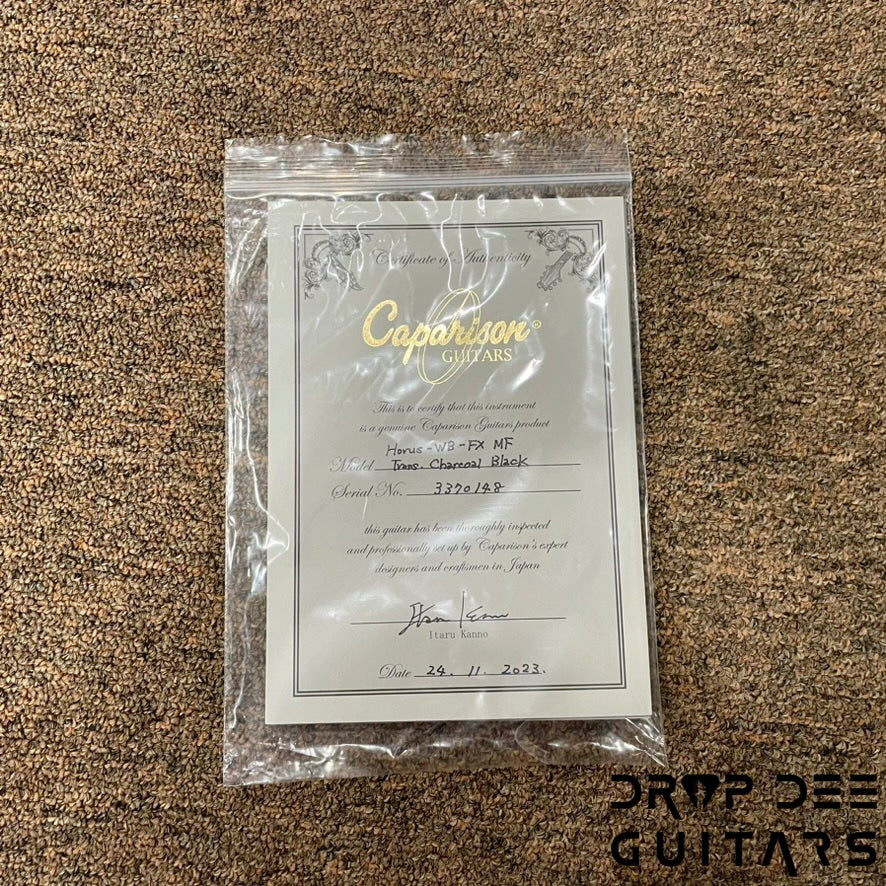 Certificate of Authenticity
Caparison®
GUITARS
This is to certify that this instrument
is a genuine Caparison Guitars product
Horus-WB-FX MF
Model Trans. Charcoal Black
Serial No. 3370148
this guitar has been thoroughly inspected
and professionally set up by Caparison's expert
designers and craftsmen in Japan
Itaru Kanno
Date 24. 11. 2023.
DROP DEE
GUITARS